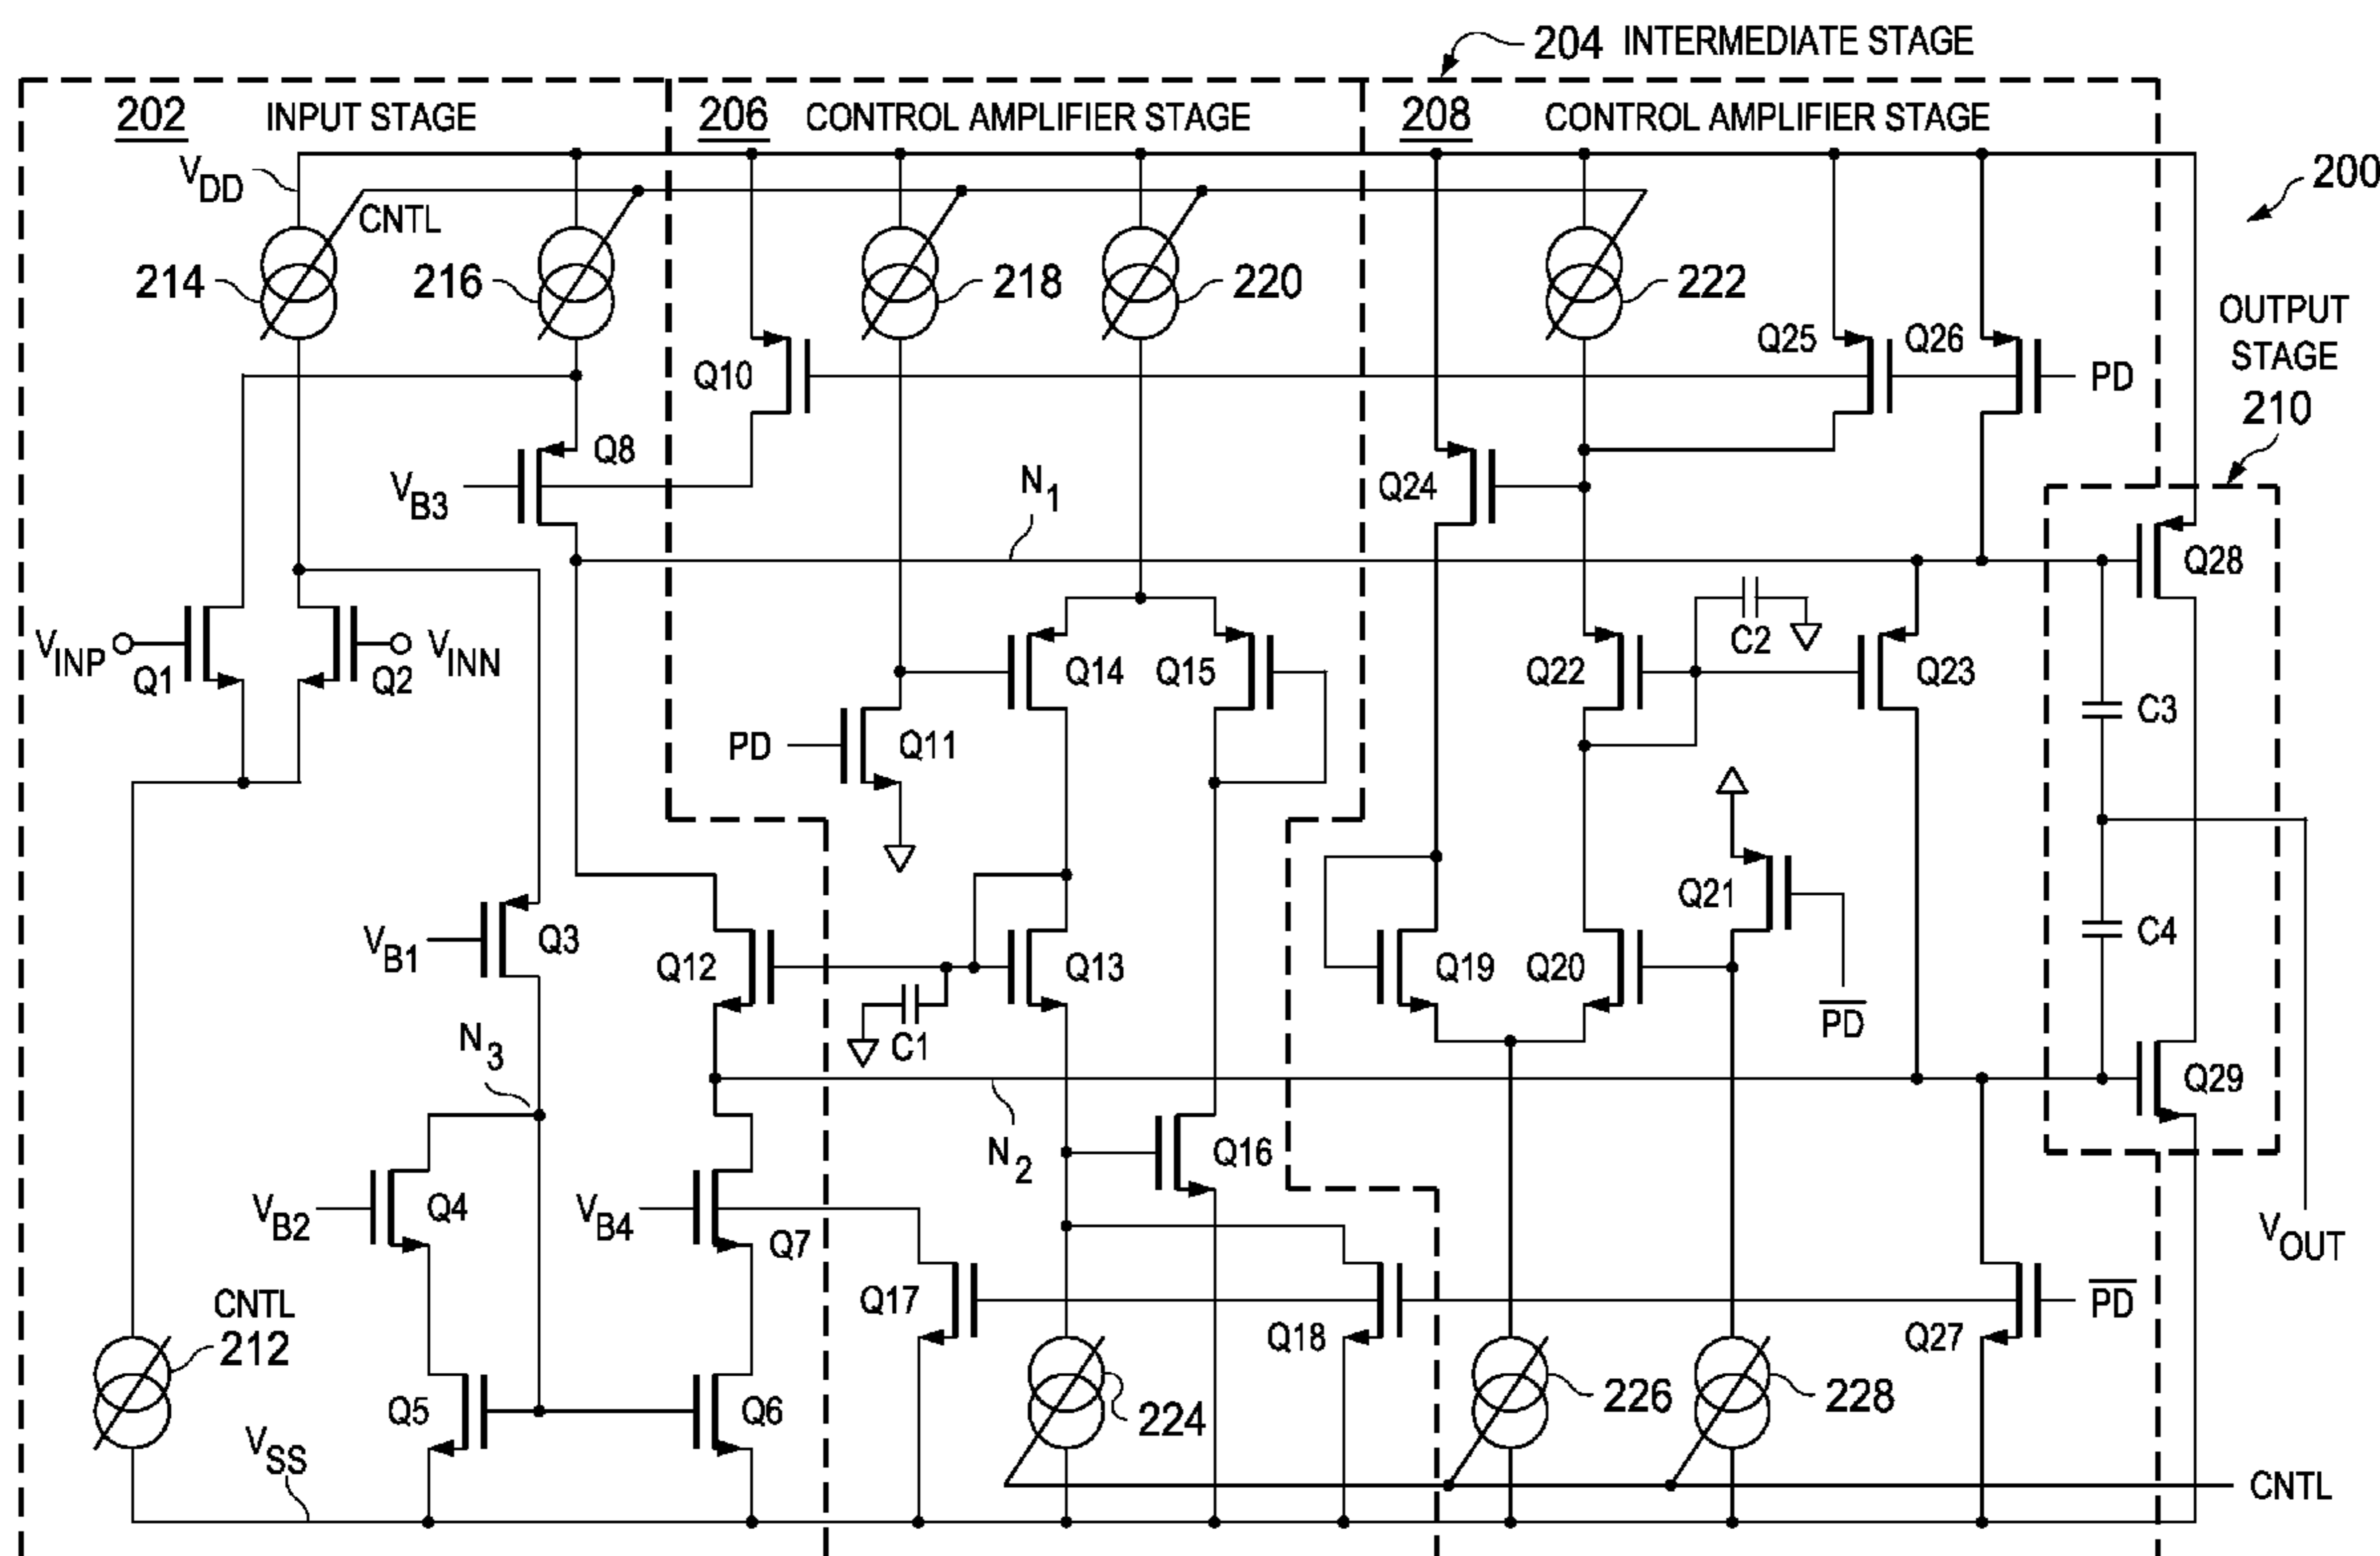 204 INTERMEDIATE STAGE
202 INPUT STAGE
206 CONTROL AMPLIFIER STAGE
208 CONTROL AMPLIFIER STAGE
200
VDD
CNTL
214
216
218
220
222
OUTPUT
STAGE
210
Q10
Q25
Q26
PD
Q8
VB3
N1
Q24
Q28
VINP
Q1
Q2
VINN
Q14
Q15
Q22
C2
Q23
C3
PD
Q11
Q21
VB1
Q3
Q12
Q13
Q19
Q20
C4
PD
C1
N3
N2
Q29
Q16
VB2
Q4
VB4
Q7
VOUT
CNTL
212
Q17
Q18
Q27
PD
Q5
Q6
224
226
228
VSS
CNTL